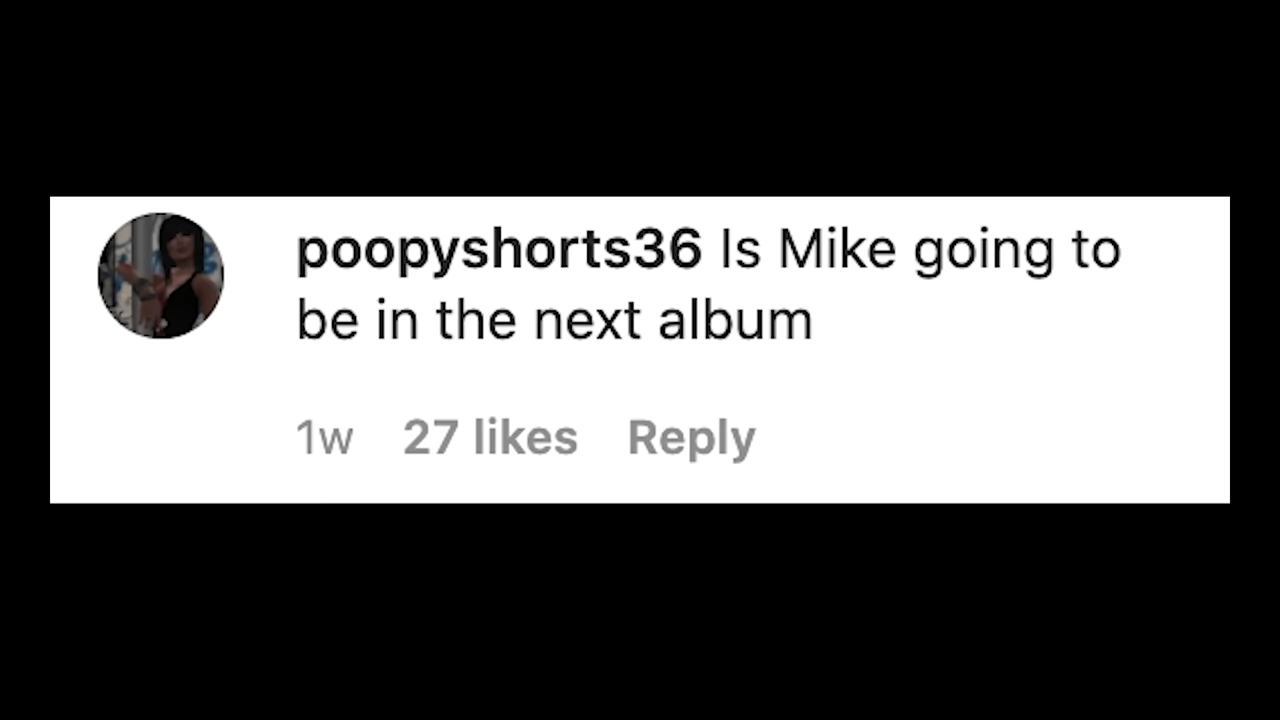 poopyshorts36 Is Mike going to
be in the next album
1w 27 likes Reply